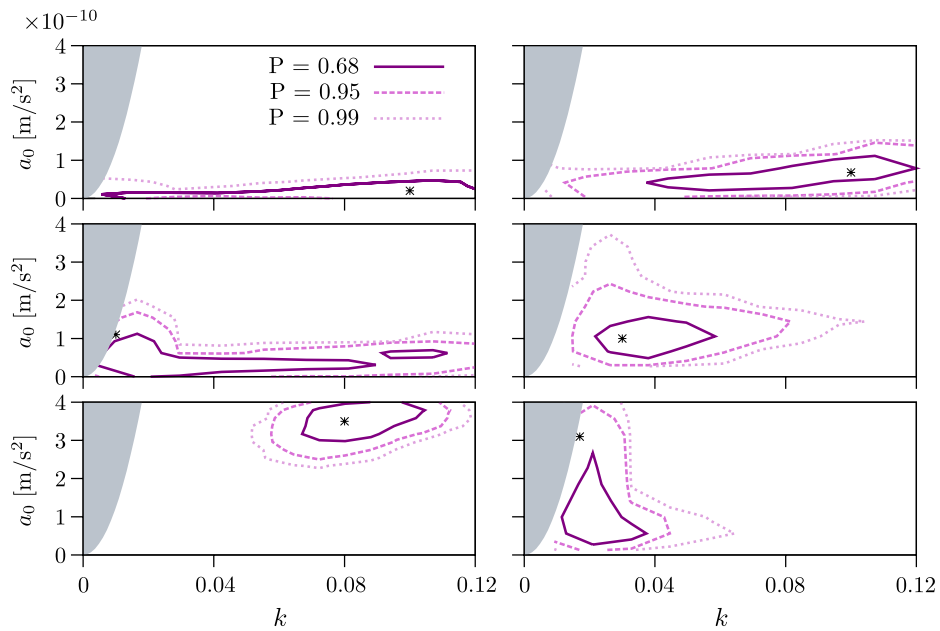 ×10⁻¹⁰
4
3
2
1
0
a₀ [m/s²]
P = 0.68
P = 0.95
P = 0.99
4
3
2
1
0
a₀ [m/s²]
4
3
2
1
0
a₀ [m/s²]
0 0.04 0.08 0.12
k
0 0.04 0.08 0.12
k